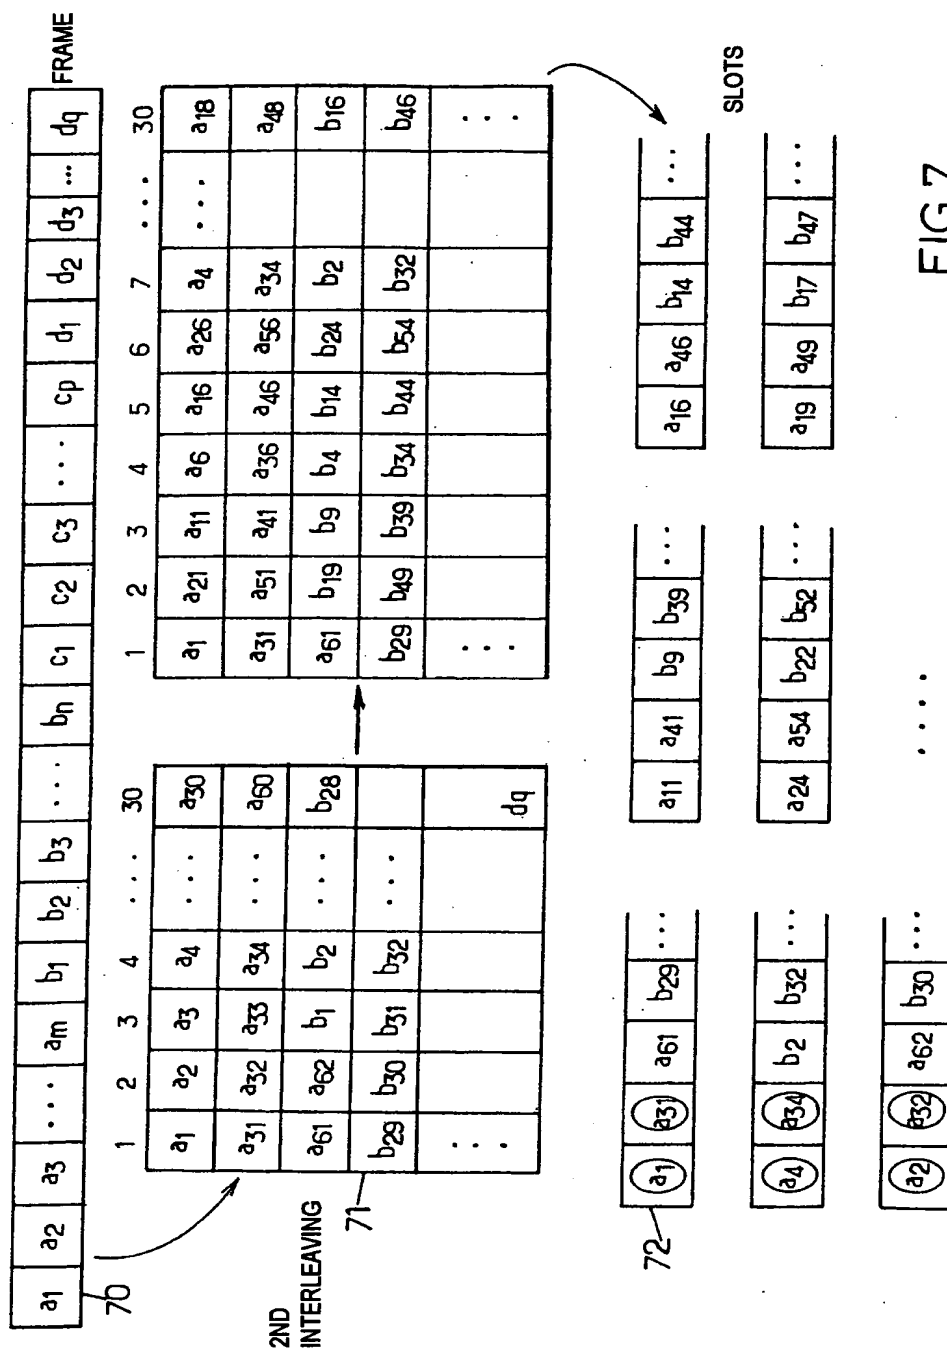 a1 a2 a3 ... am b1 b2 b3 ... bn c1 c2 c3 ... cp d1 d2 d3 ... dq FRAME
70
2ND
INTERLEAVING
1 2 3 4 ... 30
a1 a2 a3 a4 ... a30
a31 a32 a33 a34 ... a60
a61 a62 b1 b2 ... b28
b29 b30 b31 b32 ...
... dq
71
1 2 3 4 5 6 7 ... 30
a1 a21 a11 a6 a16 a26 a4 ... a18
a31 a51 a41 a36 a46 a56 a34 a48
a61 b19 b9 b4 b14 b24 b2 b16
b29 b49 b39 b34 b44 b54 b32 b46
... ...
SLOTS
72
a1 a31 a61 b29 ... a11 a41 b9 b39 ... a16 a46 b14 b44 ...
a4 a34 b2 b32 ... a24 a54 b22 b52 ... a19 a49 b17 b47 ...
a2 a32 a62 b30 ... ....
FIG.7